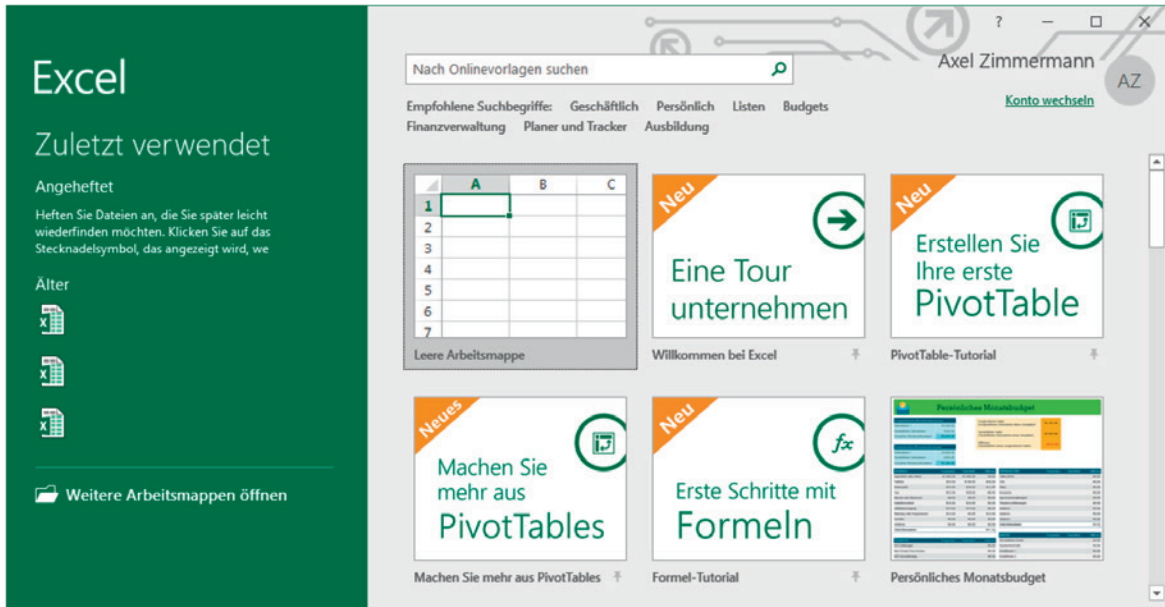 Excel
Zuletzt verwendet
Angeheftet
Heften Sie Dateien an, die Sie später leicht
wiederfinden möchten. Klicken Sie auf das
Stecknadelsymbol, das angezeigt wird, we
Älter
Weitere Arbeitsmappen öffnen
?
Axel Zimmermann
AZ
Konto wechseln
Nach Onlinevorlagen suchen
Empfohlene Suchbegriffe: Geschäftlich Persönlich Listen Budgets
Finanzverwaltung Planer und Tracker Ausbildung
A B C
1
2
3
4
5
6
7
Leere Arbeitsmappe
Neu
Eine Tour
unternehmen
Willkommen bei Excel
Neu
Erstellen Sie
Ihre erste
PivotTable
PivotTable-Tutorial
Neues
Machen Sie
mehr aus
PivotTables
Machen Sie mehr aus PivotTables
Neu
fx
Erste Schritte mit
Formeln
Formel-Tutorial
Persönliches Monatsbudget
Persönliches Monatsbudget